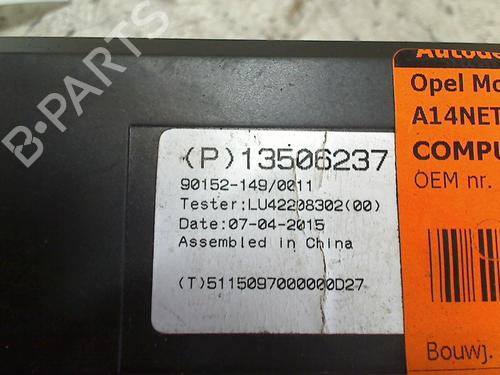 (P)13506237
90152-149/0011
Tester:LU42208302(00)
Date:07-04-2015
Assembled in China
(T)5115097000000D27
Opel Mo
A14NET
COMPU
OEM nr.
Bouwj.
B-PARTS